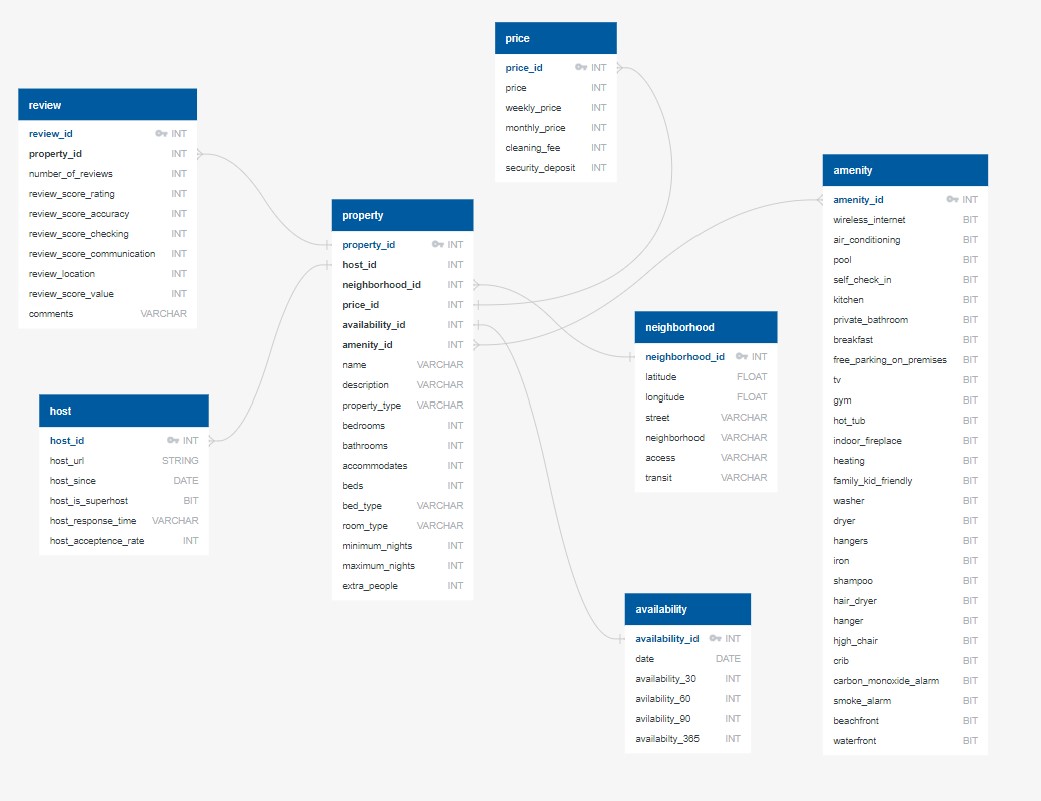 price
price_id INT
price INT
weekly_price INT
monthly_price INT
cleaning_fee INT
security_deposit INT
review
review_id INT
property_id INT
number_of_reviews INT
review_score_rating INT
review_score_accuracy INT
review_score_checking INT
review_score_communication INT
review_location INT
review_score_value INT
comments VARCHAR
property
property_id INT
host_id INT
neighborhood_id INT
price_id INT
availability_id INT
amenity_id INT
name VARCHAR
description VARCHAR
property_type VARCHAR
bedrooms INT
bathrooms INT
accommodates INT
beds INT
bed_type VARCHAR
room_type VARCHAR
minimum_nights INT
maximum_nights INT
extra_people INT
host
host_id INT
host_url STRING
host_since DATE
host_is_superhost BIT
host_response_time VARCHAR
host_acceptence_rate INT
neighborhood
neighborhood_id INT
latitude FLOAT
longitude FLOAT
street VARCHAR
neighborhood VARCHAR
access VARCHAR
transit VARCHAR
availability
availability_id INT
date DATE
availability_30 INT
avilability_60 INT
avilability_90 INT
availabilty_365 INT
amenity
amenity_id INT
wireless_internet BIT
air_conditioning BIT
pool BIT
self_check_in BIT
kitchen BIT
private_bathroom BIT
breakfast BIT
free_parking_on_premises BIT
tv BIT
gym BIT
hot_tub BIT
indoor_fireplace BIT
heating BIT
family_kid_friendly BIT
washer BIT
dryer BIT
hangers BIT
iron BIT
shampoo BIT
hair_dryer BIT
hanger BIT
hjgh_chair BIT
crib BIT
carbon_monoxide_alarm BIT
smoke_alarm BIT
beachfront BIT
waterfront BIT